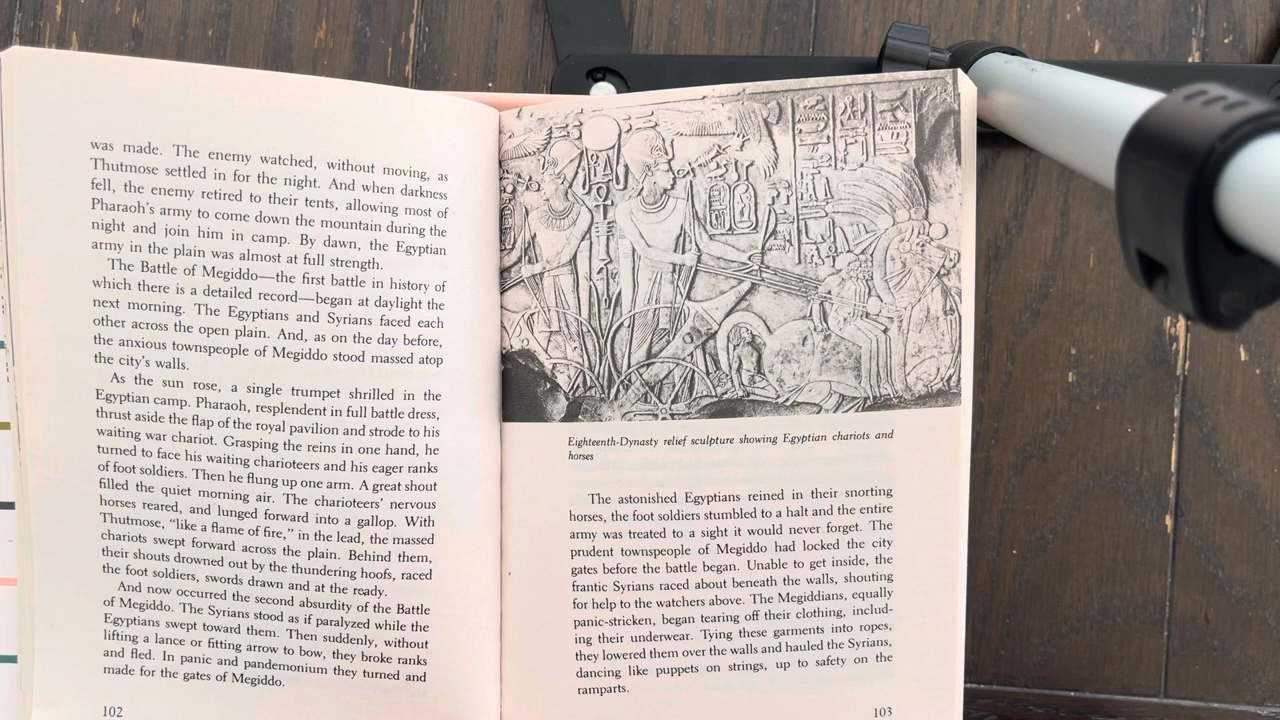 was made. The enemy watched, without moving, as
Thutmose settled in for the night. And when darkness
fell, the enemy retired to their tents, allowing most of
Pharaoh's army to come down the mountain during the
night and join him in camp. By dawn, the Egyptian
army in the plain was almost at full strength.
The Battle of Megiddo—the first battle in history of
which there is a detailed record—began at daylight the
next morning. The Egyptians and Syrians faced each
other across the open plain. And, as on the day before,
the anxious townspeople of Megiddo stood massed atop
the city's walls.
As the sun rose, a single trumpet shrilled in the
Egyptian camp. Pharaoh, resplendent in full battle dress,
thrust aside the flap of the royal pavilion and strode to his
waiting war chariot. Grasping the reins in one hand, he
turned to face his waiting charioteers and his eager ranks
of foot soldiers. Then he flung up one arm. A great shout
filled the quiet morning air. The charioteers' nervous
horses reared, and lunged forward into a gallop. With
Thutmose, "like a flame of fire," in the lead, the massed
chariots swept forward across the plain. Behind them,
their shouts drowned out by the thundering hoofs, raced
the foot soldiers, swords drawn and at the ready.
And now occurred the second absurdity of the Battle
of Megiddo. The Syrians stood as if paralyzed while the
Egyptians swept toward them. Then suddenly, without
lifting a lance or fitting arrow to bow, they broke ranks
and fled. In panic and pandemonium they turned and
made for the gates of Megiddo.
102
Eighteenth-Dynasty relief sculpture showing Egyptian chariots and
horses
The astonished Egyptians reined in their snorting
horses, the foot soldiers stumbled to a halt and the entire
army was treated to a sight it would never forget. The
prudent townspeople of Megiddo had locked the city
gates before the battle began. Unable to get inside, the
frantic Syrians raced about beneath the walls, shouting
for help to the watchers above. The Megiddians, equally
panic-stricken, began tearing off their clothing, includ-
ing their underwear. Tying these garments into ropes,
they lowered them over the walls and hauled the Syrians,
dancing like puppets on strings, up to safety on the
ramparts.
103